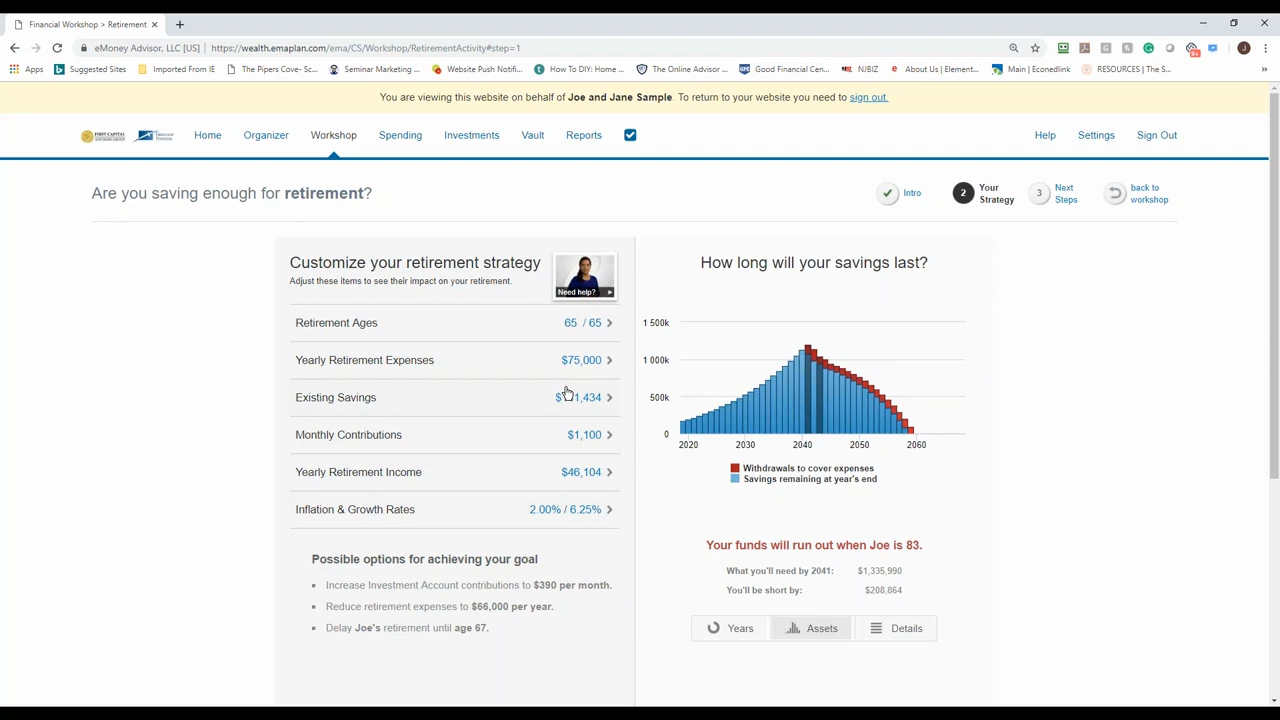 Financial Workshop > Retirement
eMoney Advisor, LLC [US] | https://wealth.emaplan.com/ema/CS/Workshop/RetirementActivity#step=1
Apps Suggested Sites Imported From IE The Pipers Cove- Sc... Seminar Marketing ... Website Push Notifi... How To DIY: Home ... The Online Advisor ... Good Financial Cen... NJBIZ About Us | Element... Main | Econedlink RESOURCES | The S...
You are viewing this website on behalf of Joe and Jane Sample. To return to your website you need to sign out.
FIRST CAPITAL
Home Organizer Workshop Spending Investments Vault Reports Help Settings Sign Out
Are you saving enough for retirement?
Intro
2 Your Strategy
3 Next Steps
back to workshop
Customize your retirement strategy
Adjust these items to see their impact on your retirement.
Need help?
Retirement Ages 65 / 65
Yearly Retirement Expenses $75,000
Existing Savings 1,434
Monthly Contributions $1,100
Yearly Retirement Income $46,104
Inflation & Growth Rates 2.00% / 6.25%
Possible options for achieving your goal
Increase Investment Account contributions to $390 per month.
Reduce retirement expenses to $66,000 per year.
Delay Joe's retirement until age 67.
How long will your savings last?
1 500k
1 000k
500k
0
2020 2030 2040 2050 2060
Withdrawals to cover expenses
Savings remaining at year's end
Your funds will run out when Joe is 83.
What you'll need by 2041: $1,335,990
You'll be short by: $208,864
Years Assets Details